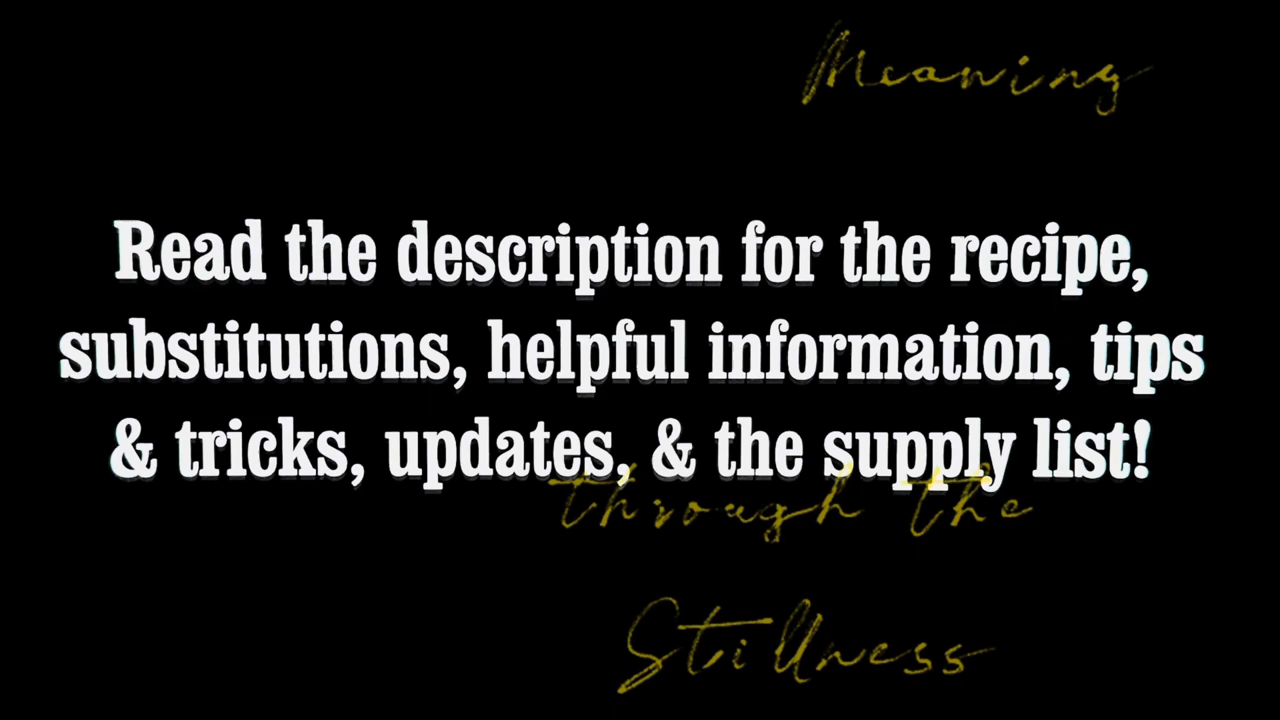 Meaning
Read the description for the recipe,
substitutions, helpful information, tips
& tricks, updates, & the supply list!
through the
Stillness